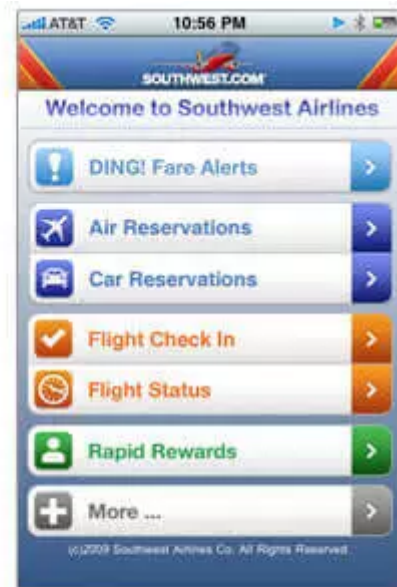 AT&T 10:56 PM
SOUTHWEST.COM
Welcome to Southwest Airlines
DING! Fare Alerts
Air Reservations
Car Reservations
Flight Check In
Flight Status
Rapid Rewards
More ...
(c)2009 Southwest Airlines Co. All Rights Reserved.